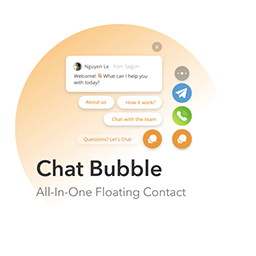 Nguyen Le from Saigon
Welcome! 👋 What can I help you
with today?
About us
How it works?
Chat with the team
Questions? Let's Chat
Chat Bubble
All-In-One Floating Contact